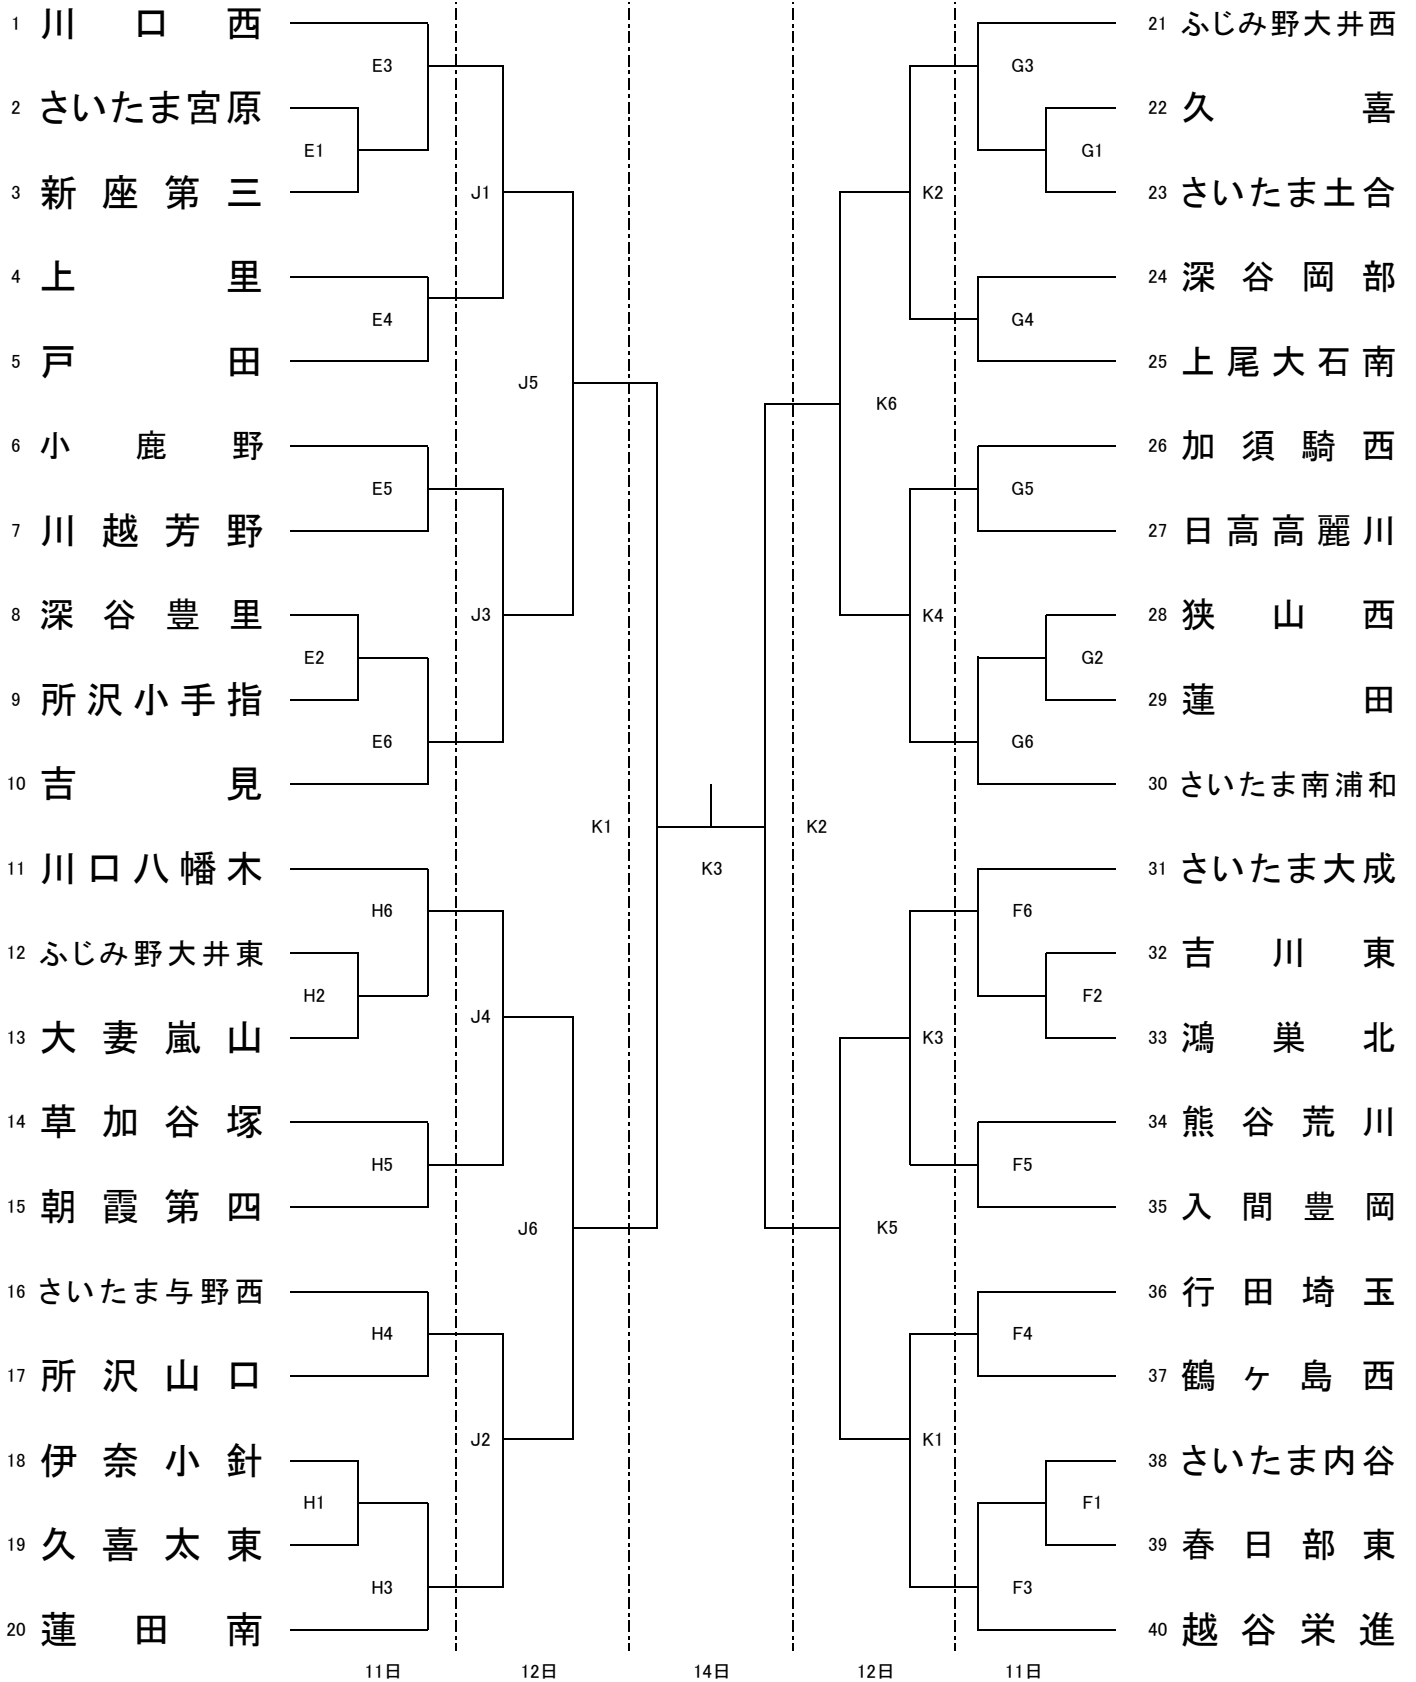 1 川口西
E3
2 さいたま宮原
E1
3 新座第三
J1
4 上里
E4
5 戸田
J5
6 小鹿野
E5
7 川越芳野
8 深谷豊里
J3
E2
9 所沢小手指
E6
10 吉見
K1
11 川口八幡木
H6
12 ふじみ野大井東
H2
13 大妻嵐山
J4
14 草加谷塚
H5
15 朝霞第四
J6
16 さいたま与野西
H4
17 所沢山口
J2
18 伊奈小針
H1
19 久喜太東
H3
20 蓮田南
K3
21 ふじみ野大井西
G3
22 久喜
G1
23 さいたま土合
K2
24 深谷岡部
G4
25 上尾大石南
K6
26 加須騎西
G5
27 日高高麗川
28 狭山西
K4
G2
29 蓮田
G6
30 さいたま南浦和
K2
31 さいたま大成
F6
32 吉川東
F2
33 鴻巣北
K3
34 熊谷荒川
F5
35 入間豊岡
K5
36 行田埼玉
F4
37 鶴ヶ島西
K1
38 さいたま内谷
F1
39 春日部東
F3
40 越谷栄進
11日 12日 14日 12日 11日